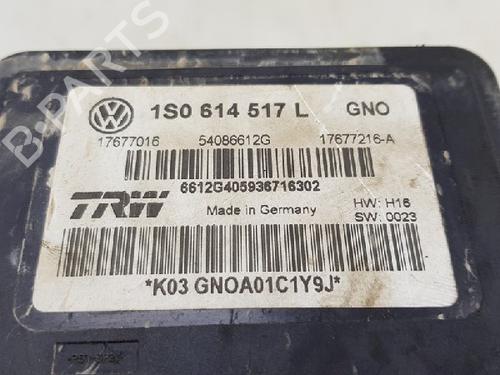 B-PARTS
1S0 614 517 L GNO
17677016 54086612G 17677216-A
6612G405936716302
TRW Made in Germany HW: H16
SW: 0023
*K03 GNOA01C1Y9J*